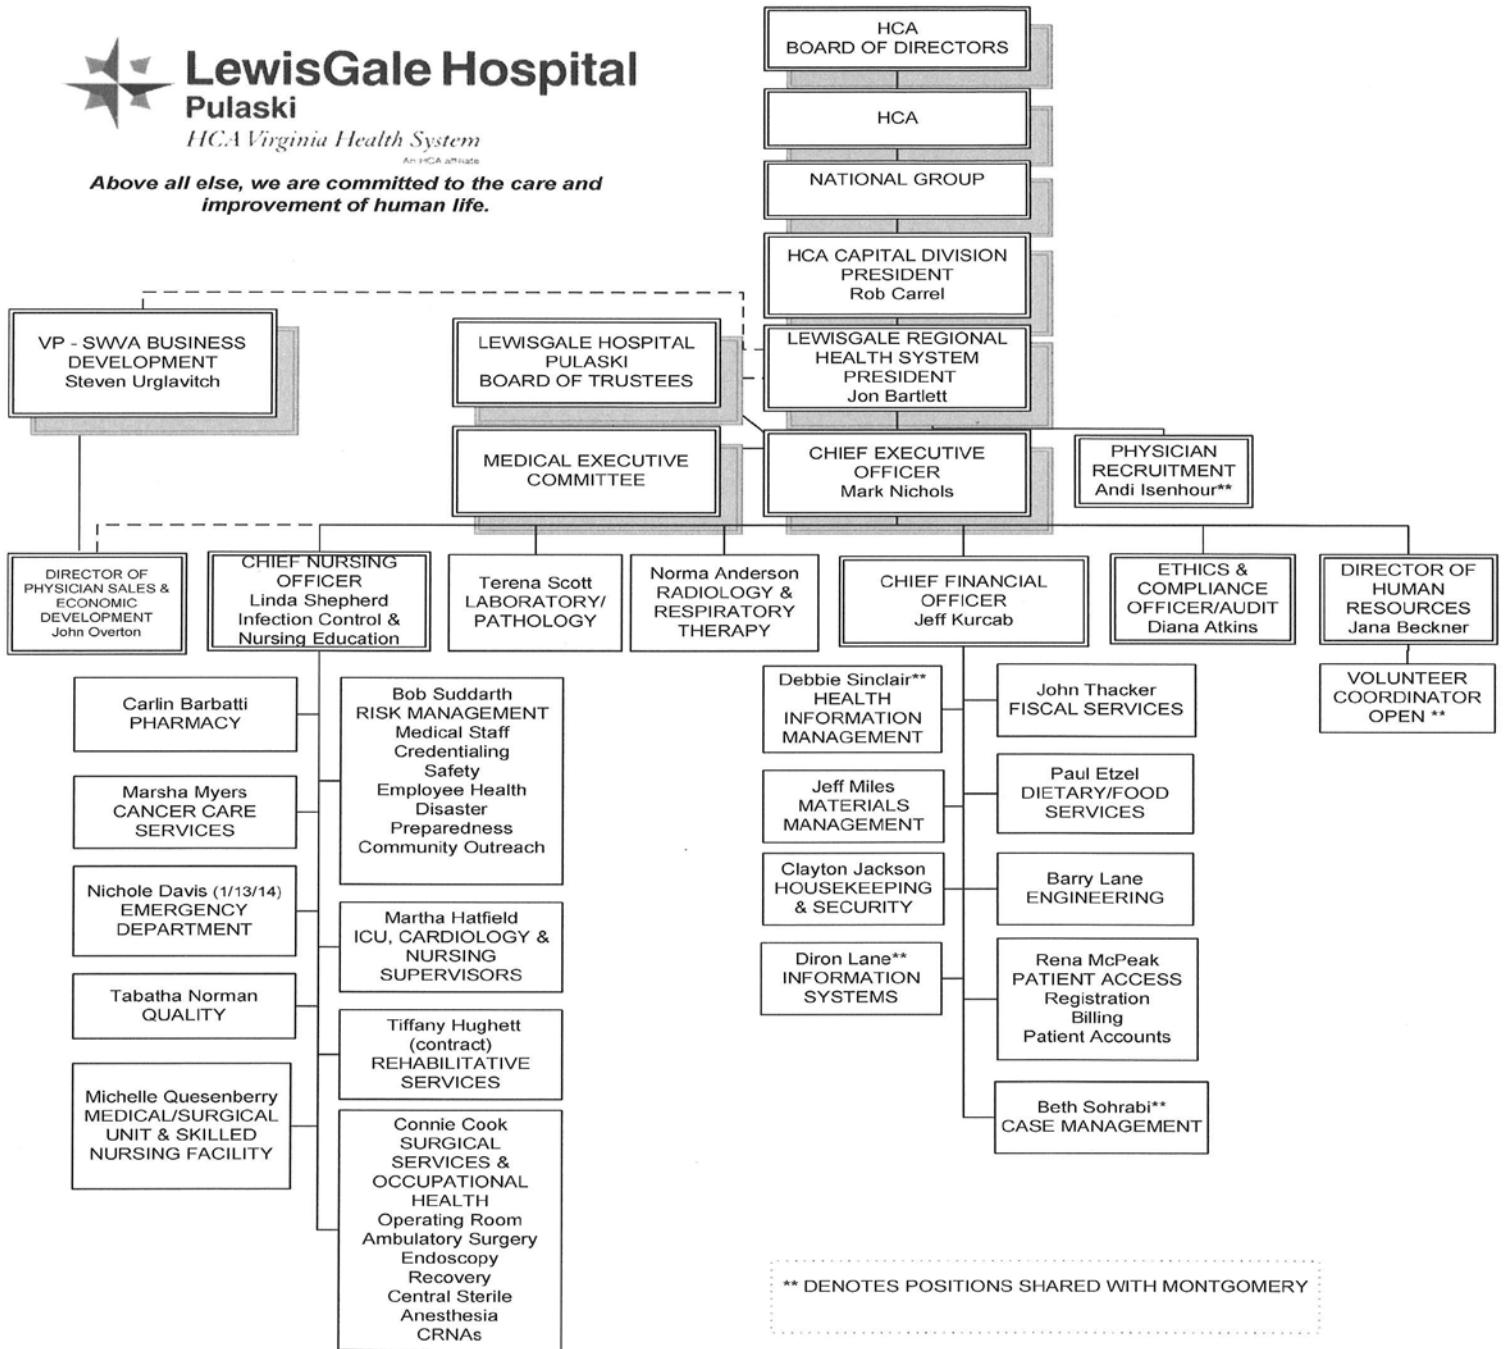 LewisGale Hospital
Pulaski
HCA Virginia Health System
An HCA affiliate
Above all else, we are committed to the care and
improvement of human life.
HCA
BOARD OF DIRECTORS
HCA
NATIONAL GROUP
HCA CAPITAL DIVISION
PRESIDENT
Rob Carrel
VP - SWVA BUSINESS
DEVELOPMENT
Steven Urglavitch
LEWISGALE HOSPITAL
PULASKI
BOARD OF TRUSTEES
LEWISGALE REGIONAL
HEALTH SYSTEM
PRESIDENT
Jon Bartlett
MEDICAL EXECUTIVE
COMMITTEE
CHIEF EXECUTIVE
OFFICER
Mark Nichols
PHYSICIAN
RECRUITMENT
Andi Isenhour**
DIRECTOR OF
PHYSICIAN SALES &
ECONOMIC
DEVELOPMENT
John Overton
CHIEF NURSING
OFFICER
Linda Shepherd
Infection Control &
Nursing Education
Terena Scott
LABORATORY/
PATHOLOGY
Norma Anderson
RADIOLOGY &
RESPIRATORY
THERAPY
CHIEF FINANCIAL
OFFICER
Jeff Kurcab
ETHICS &
COMPLIANCE
OFFICER/AUDIT
Diana Atkins
DIRECTOR OF
HUMAN
RESOURCES
Jana Beckner
Carlin Barbatti
PHARMACY
Marsha Myers
CANCER CARE
SERVICES
Nichole Davis (1/13/14)
EMERGENCY
DEPARTMENT
Tabatha Norman
QUALITY
Michelle Quesenberry
MEDICAL/SURGICAL
UNIT & SKILLED
NURSING FACILITY
Bob Suddarth
RISK MANAGEMENT
Medical Staff
Credentialing
Safety
Employee Health
Disaster
Preparedness
Community Outreach
Martha Hatfield
ICU, CARDIOLOGY &
NURSING
SUPERVISORS
Tiffany Hughett
(contract)
REHABILITATIVE
SERVICES
Connie Cook
SURGICAL
SERVICES &
OCCUPATIONAL
HEALTH
Operating Room
Ambulatory Surgery
Endoscopy
Recovery
Central Sterile
Anesthesia
CRNAs
Debbie Sinclair**
HEALTH
INFORMATION
MANAGEMENT
Jeff Miles
MATERIALS
MANAGEMENT
Clayton Jackson
HOUSEKEEPING
& SECURITY
Diron Lane**
INFORMATION
SYSTEMS
John Thacker
FISCAL SERVICES
Paul Etzel
DIETARY/FOOD
SERVICES
Barry Lane
ENGINEERING
Rena McPeak
PATIENT ACCESS
Registration
Billing
Patient Accounts
Beth Sohrabi**
CASE MANAGEMENT
VOLUNTEER
COORDINATOR
OPEN **
** DENOTES POSITIONS SHARED WITH MONTGOMERY